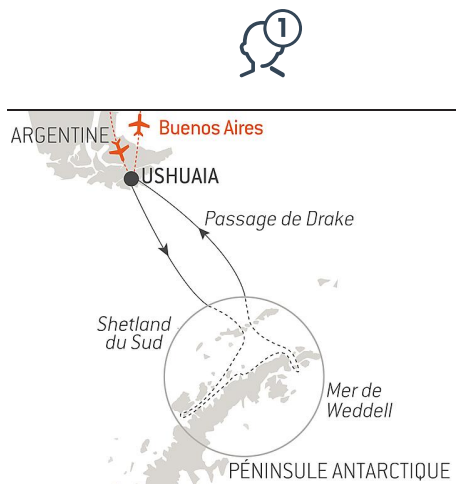 1
ARGENTINE
Buenos Aires
USHUAIA
Passage de Drake
Shetland
du Sud
Mer de
Weddell
PÉNINSULE ANTARCTIQUE